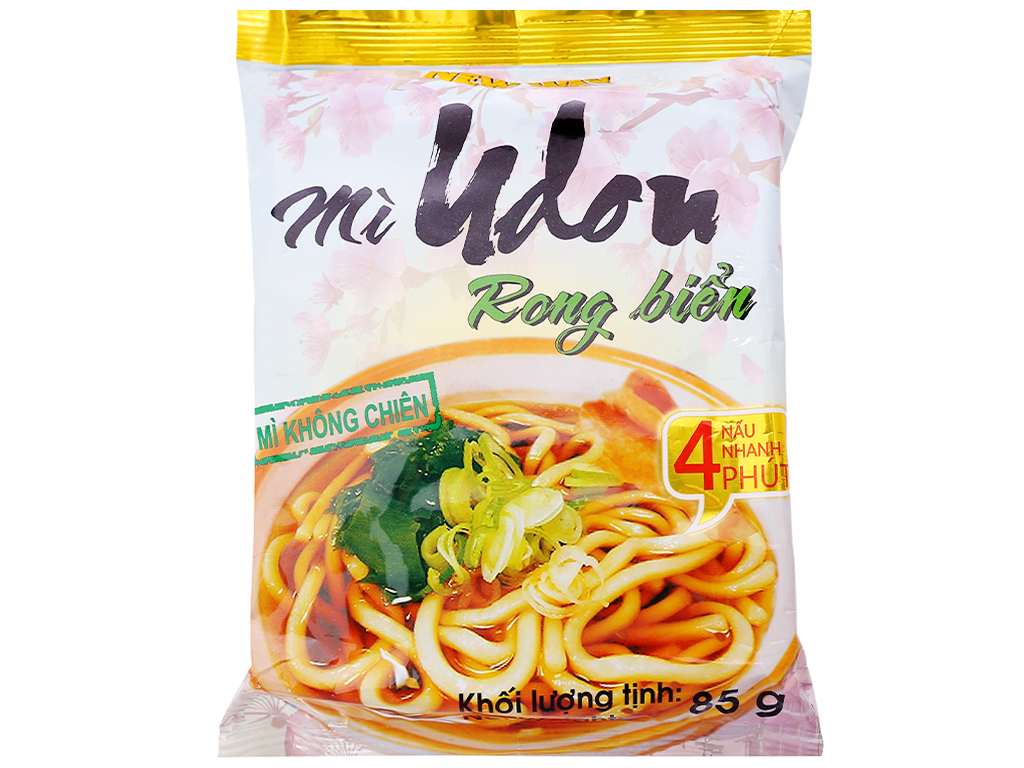 Mì Udon
Rong biển
MÌ KHÔNG CHIÊN
4 NẤU
NHANH
PHÚT
Khối lượng tịnh: 85 g